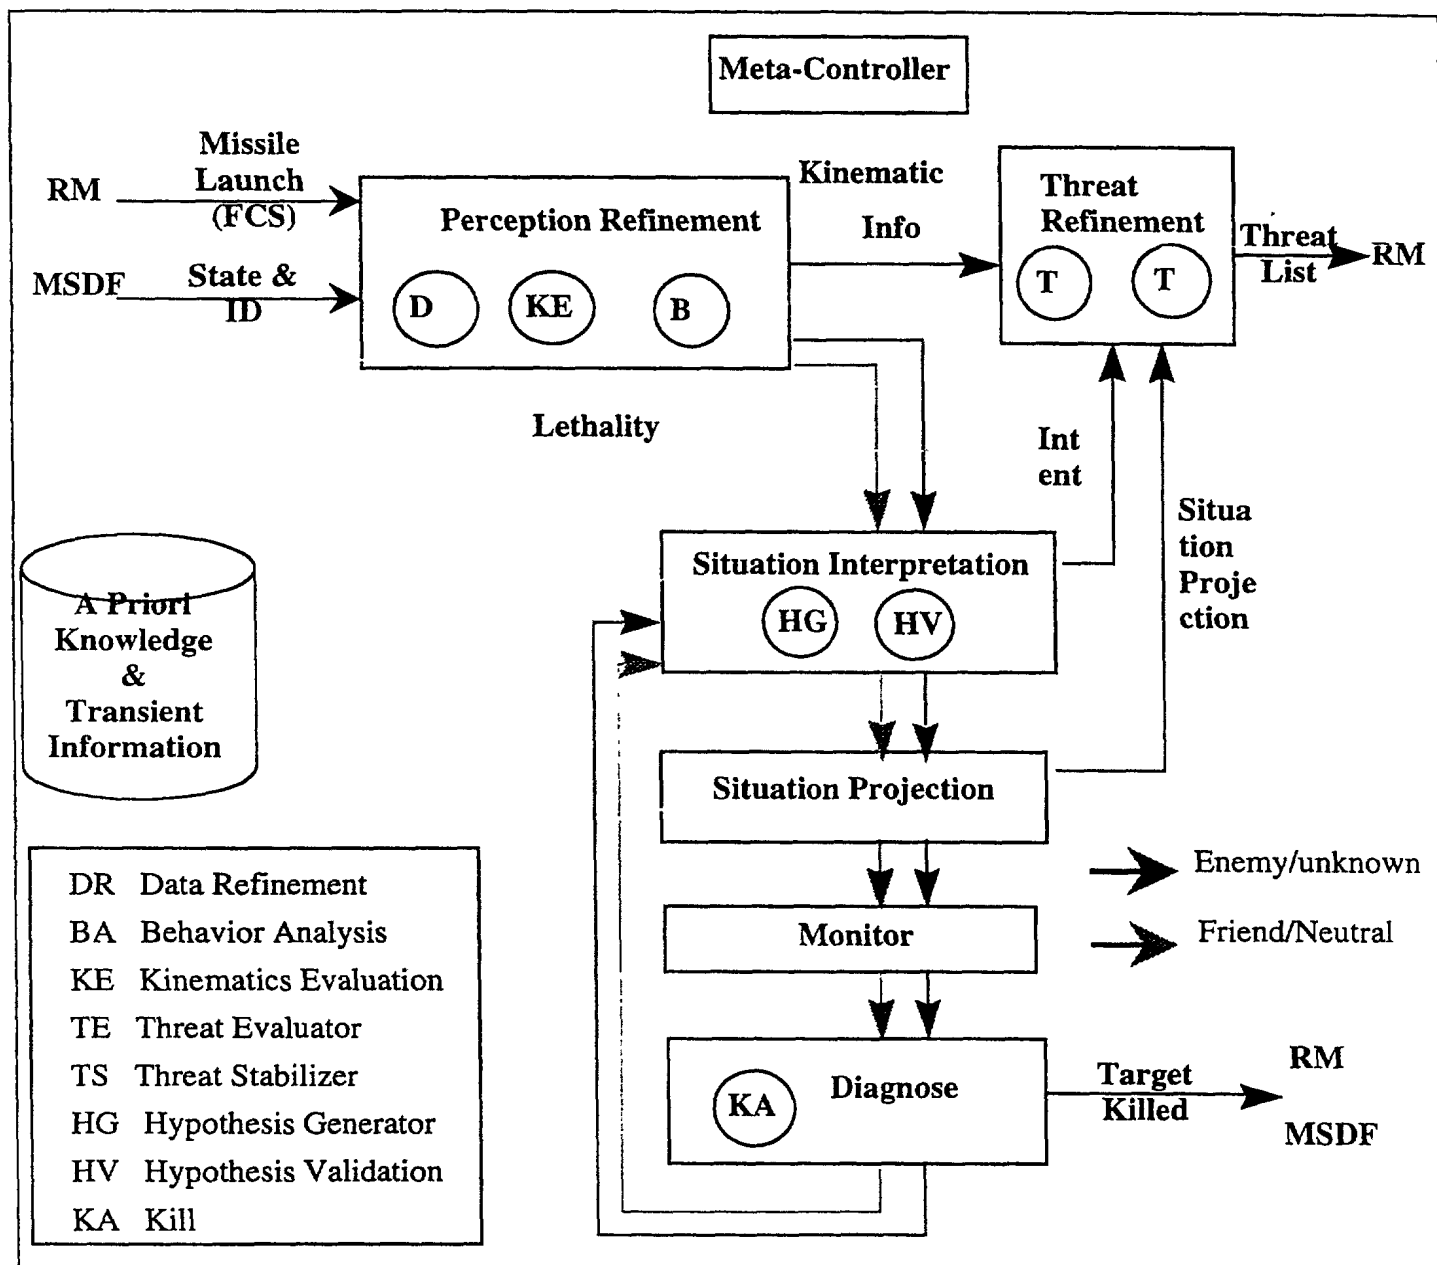 Meta-Controller
RM
Missile
Launch
(FCS)
MSDF
State &
ID
Perception Refinement
D
KE
B
Kinematic
Info
Threat
Refinement
T
T
Threat
List
RM
Lethality
Int
ent
Situa
tion
Proje
ction
Situation Interpretation
HG
HV
A Priori
Knowledge
&
Transient
Information
Situation Projection
Monitor
Enemy/unknown
Friend/Neutral
Diagnose
KA
Target
Killed
RM
MSDF
DR Data Refinement
BA Behavior Analysis
KE Kinematics Evaluation
TE Threat Evaluator
TS Threat Stabilizer
HG Hypothesis Generator
HV Hypothesis Validation
KA Kill